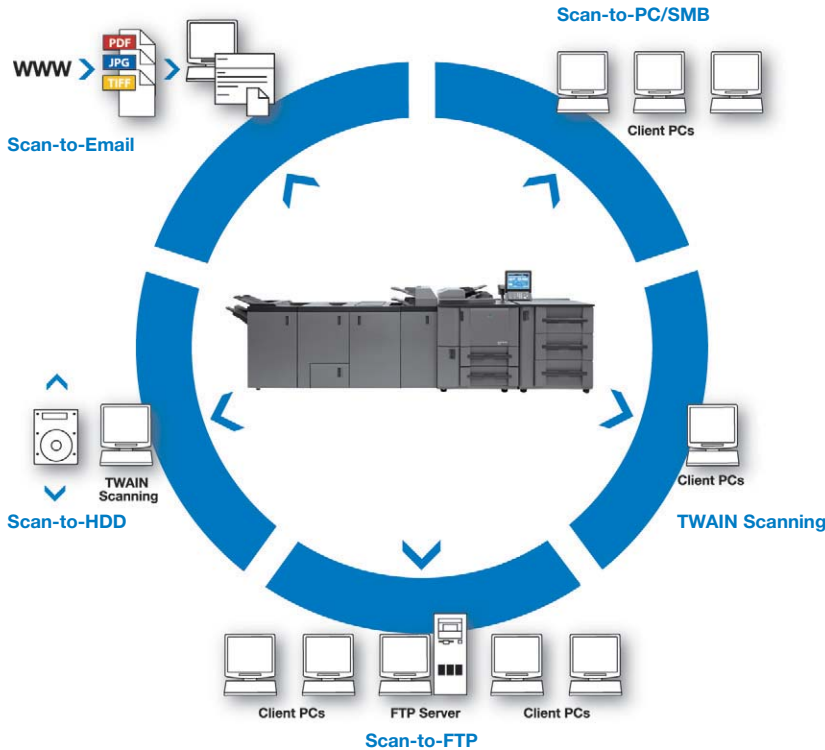 Scan-to-PC/SMB
WWW
PDF
JPG
TIFF
Client PCs
Scan-to-Email
TWAIN
Scanning
Scan-to-HDD
Client PCs
TWAIN Scanning
Client PCs
FTP Server
Client PCs
Scan-to-FTP